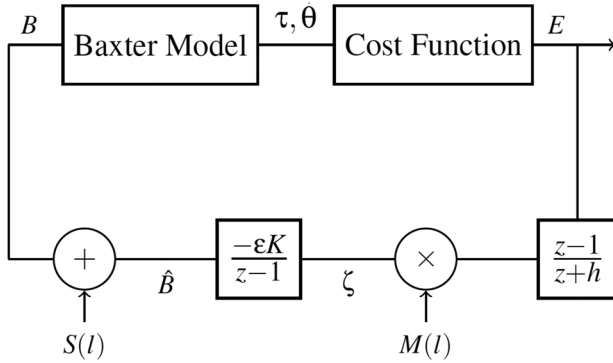 B
Baxter Model
τ, θ̇
Cost Function
E
+
B̂
−εK
z−1
ζ
×
z−1
z+h
S(l)
M(l)